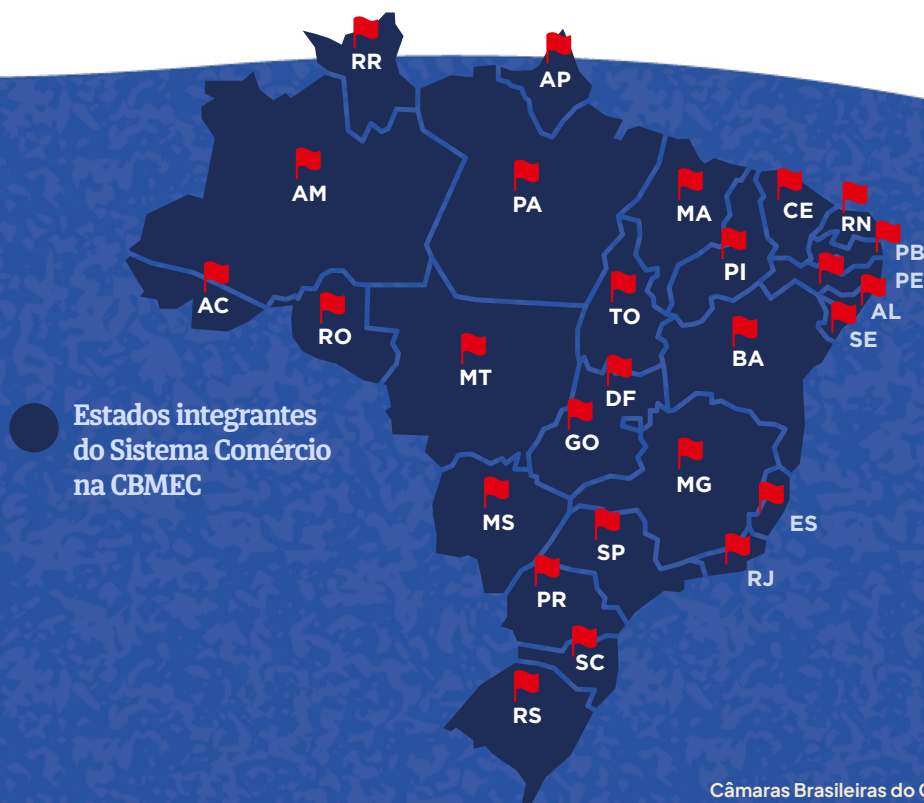 RR
AP
AM
PA
MA
CE
RN
PB
PI
PE
AC
TO
AL
RO
SE
BA
MT
DF
Estados integrantes
do Sistema Comércio
na CBMEC
GO
MG
MS
ES
SP
RJ
PR
SC
RS
Câmaras Brasileiras do